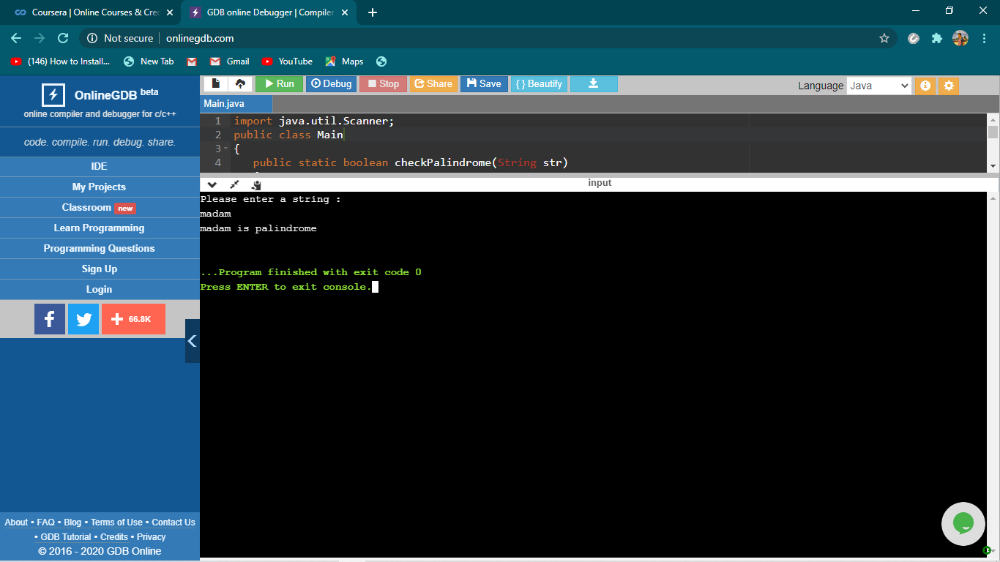 Coursera | Online Courses & Cre
GDB online Debugger | Compiler
Not secure
onlinegdb.com
(146) How to Install...
New Tab
Gmail
YouTube
Maps
OnlineGDB beta
online compiler and debugger for c/c++
code. compile. run. debug. share.
IDE
My Projects
Classroom new
Learn Programming
Programming Questions
Sign Up
Login
f
66.8K
About • FAQ • Blog • Terms of Use • Contact Us
• GDB Tutorial • Credits • Privacy
© 2016 - 2020 GDB Online
Run
Debug
Stop
Share
Save
{ } Beautify
Language Java
Main.java
1 import java.util.Scanner;
2 public class Main
3 {
4 public static boolean checkPalindrome(String str)
input
Please enter a string :
madam
madam is palindrome
...Program finished with exit code 0
Press ENTER to exit console.